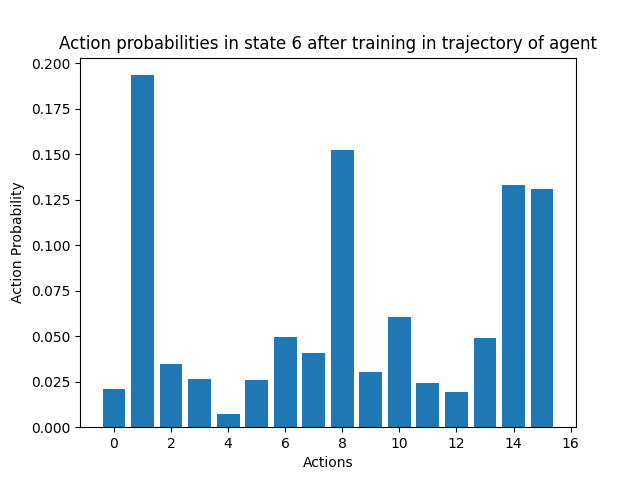 Action probabilities in state 6 after training in trajectory of agent
0.200
0.175
0.150
0.125
0.100
0.075
0.050
0.025
0.000
Action Probability
0 2 4 6 8 10 12 14 16
Actions